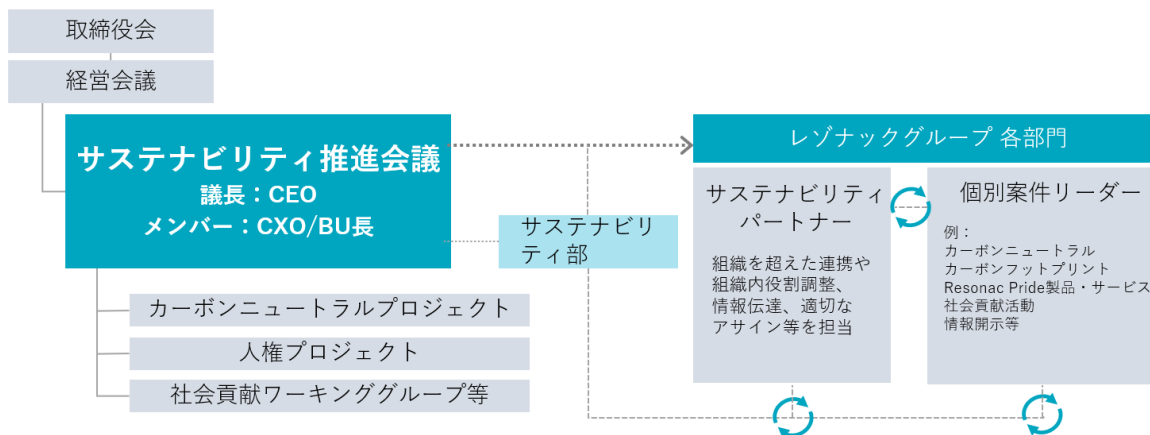 取締役会
経営会議
サステナビリティ推進会議
議長：CEO
メンバー：CXO/BU長
カーボンニュートラルプロジェクト
人権プロジェクト
社会貢献ワーキンググループ等
サステナビリ
ティ部
レゾナックグループ 各部門
サステナビリティ
パートナー
組織を超えた連携や
組織内役割調整、
情報伝達、適切な
アサイン等を担当
個別案件リーダー
例：
カーボンニュートラル
カーボンフットプリント
Resonac Pride製品・サービス
社会貢献活動
情報開示等